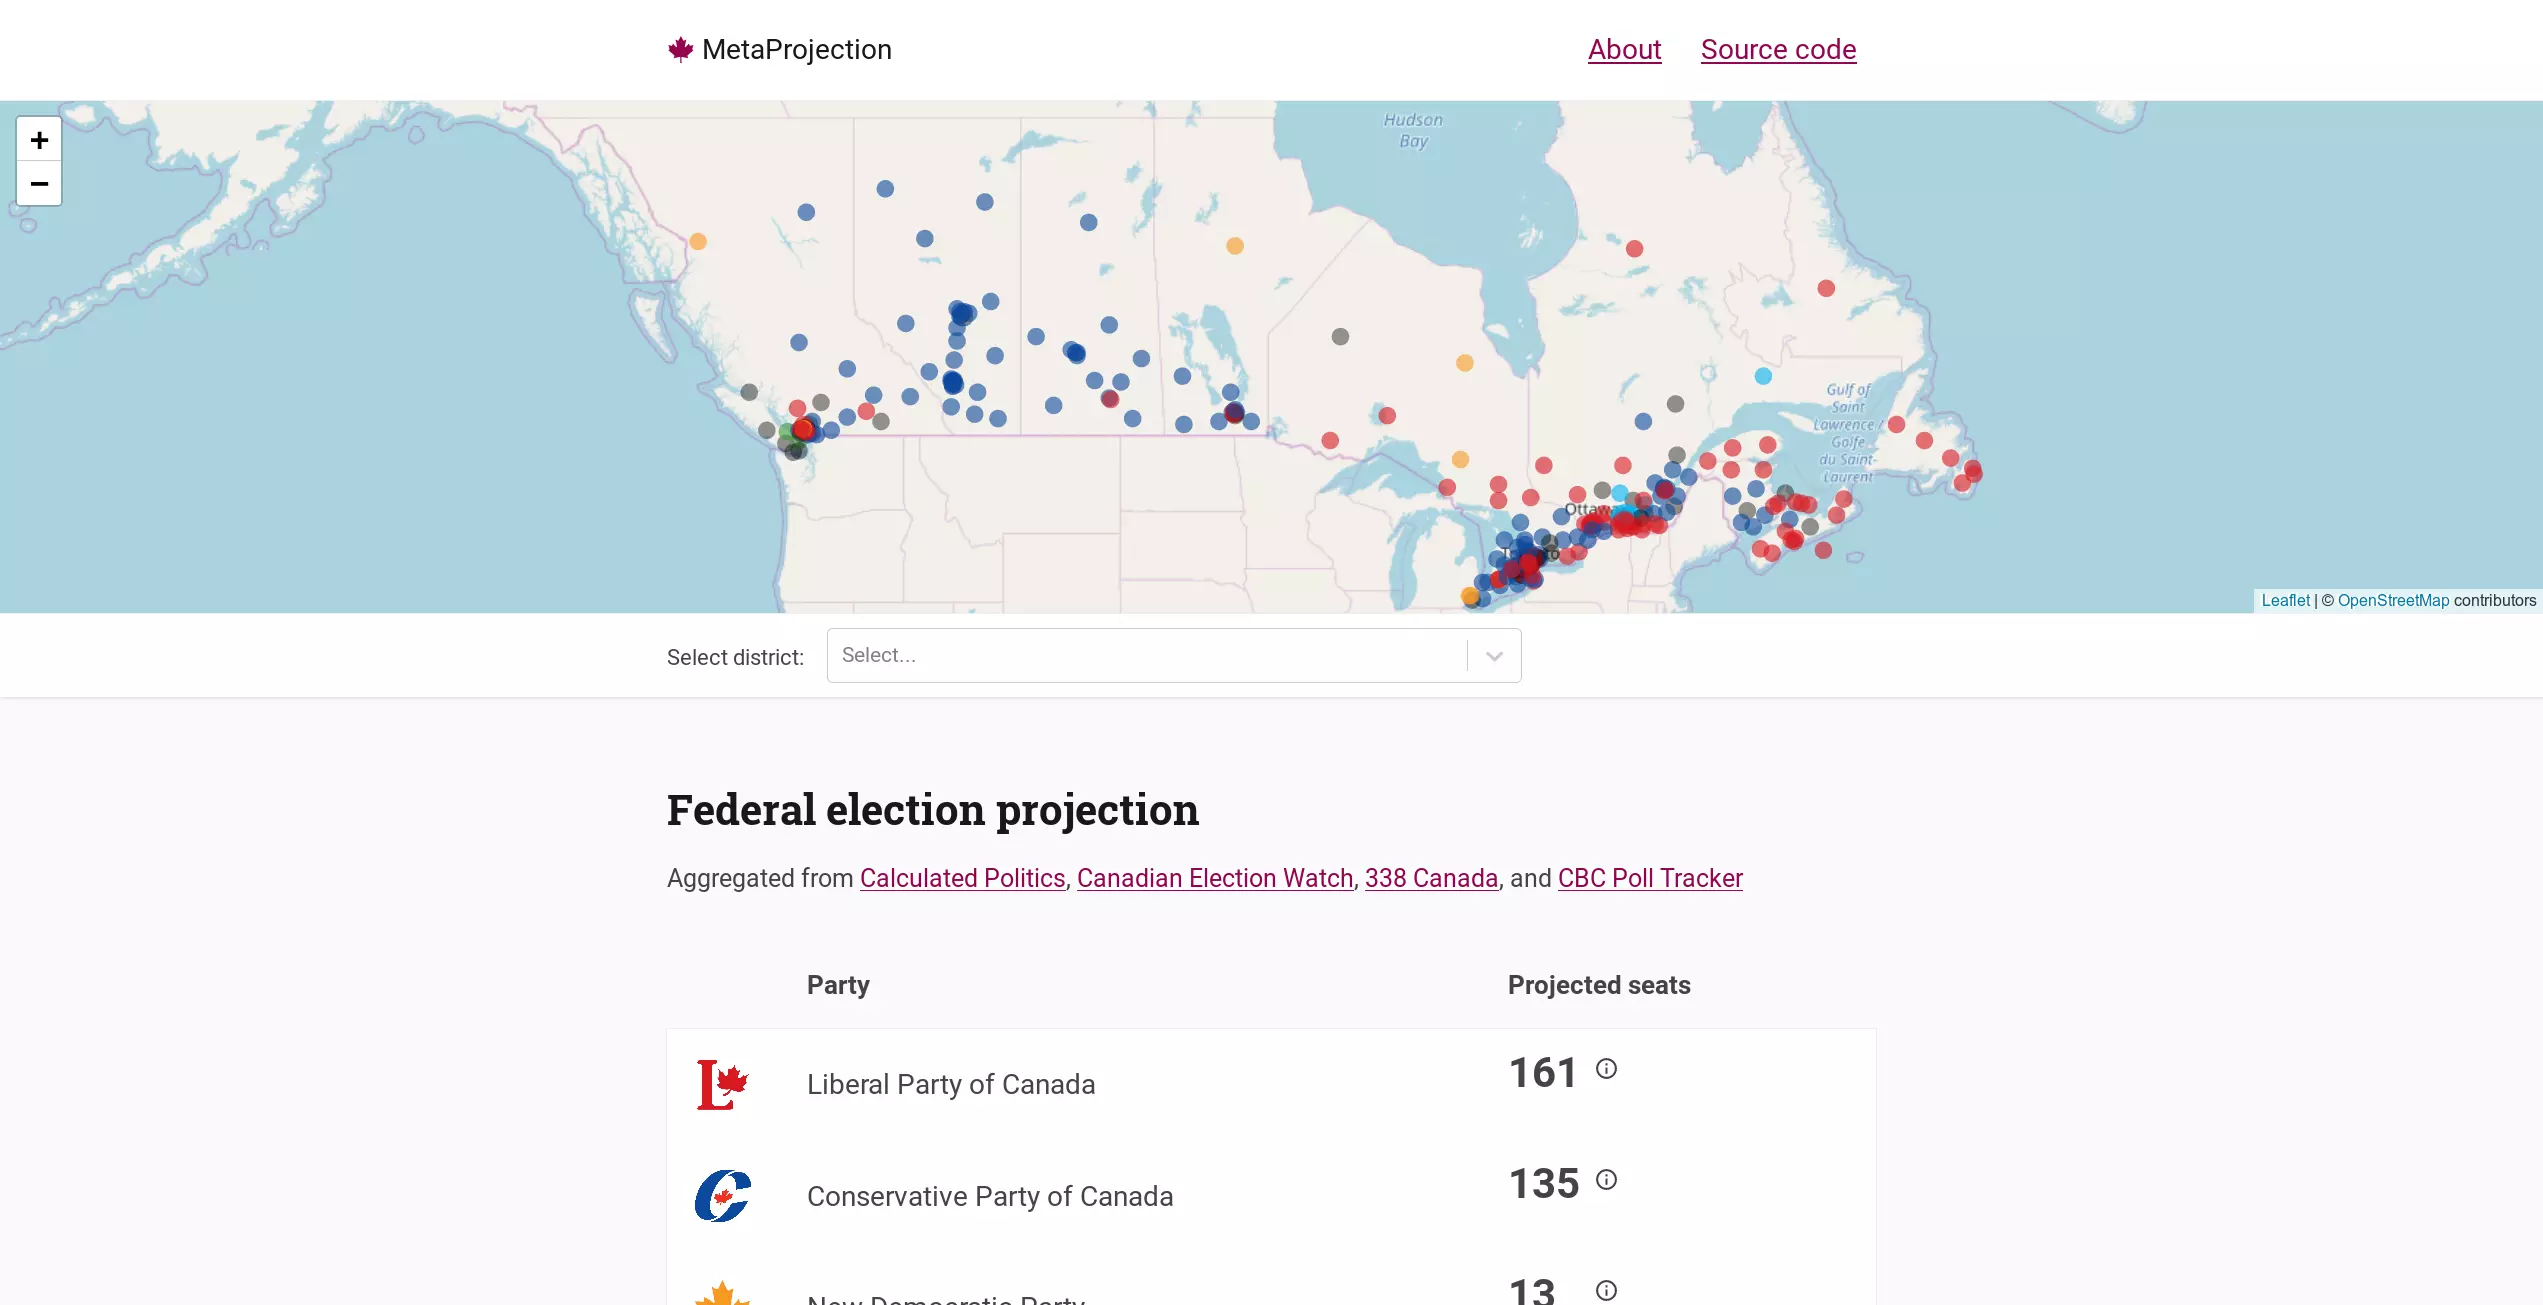 MetaProjection
About
Source code
+
−
Hudson
Bay
Gulf of
Saint
Lawrence /
Golfe
du Saint-
Laurent
Leaflet | © OpenStreetMap contributors
Select district:
Select...
Federal election projection
Aggregated from Calculated Politics, Canadian Election Watch, 338 Canada, and CBC Poll Tracker
Party
Projected seats
Liberal Party of Canada
161
Conservative Party of Canada
135
New Democratic Party
13